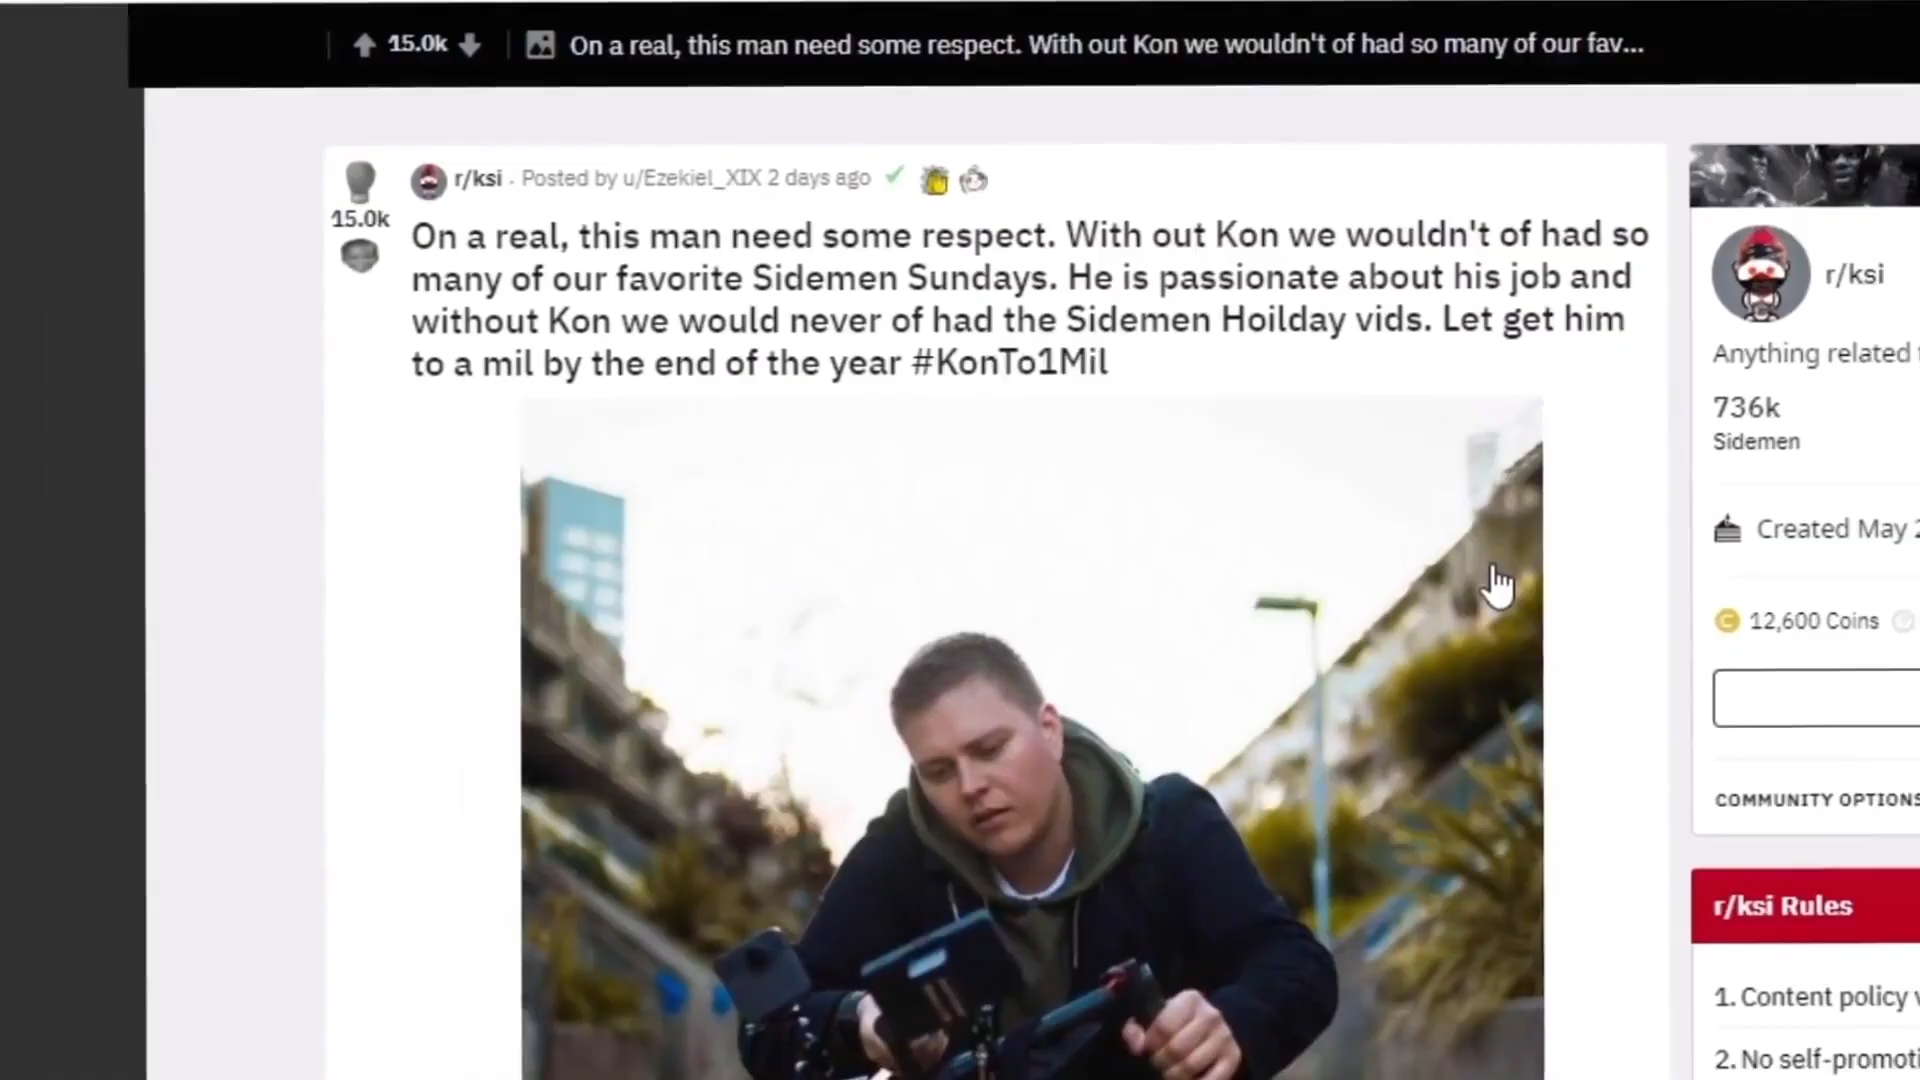 15.0k On a real, this man need some respect. With out Kon we wouldn't of had so many of our fav...
r/ksi · Posted by u/Ezekiel_XIX 2 days ago
15.0k
On a real, this man need some respect. With out Kon we wouldn't of had so
many of our favorite Sidemen Sundays. He is passionate about his job and
without Kon we would never of had the Sidemen Hoilday vids. Let get him
to a mil by the end of the year #KonTo1Mil
r/ksi
Anything related
736k
Sidemen
Created May
12,600 Coins
COMMUNITY OPTIONS
r/ksi Rules
1. Content policy
2. No self-promoti